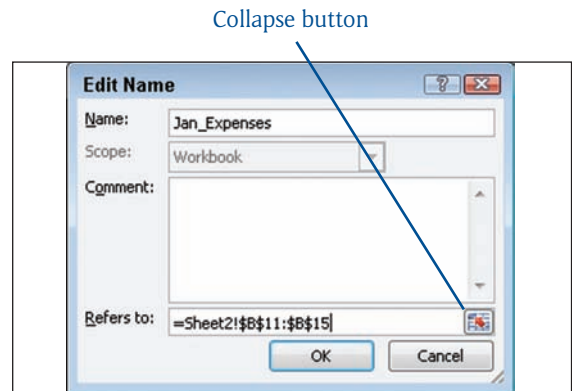 Collapse button
Edit Name
Name: Jan_Expenses
Scope: Workbook
Comment:
Refers to: =Sheet2!$B$11:$B$15
OK Cancel